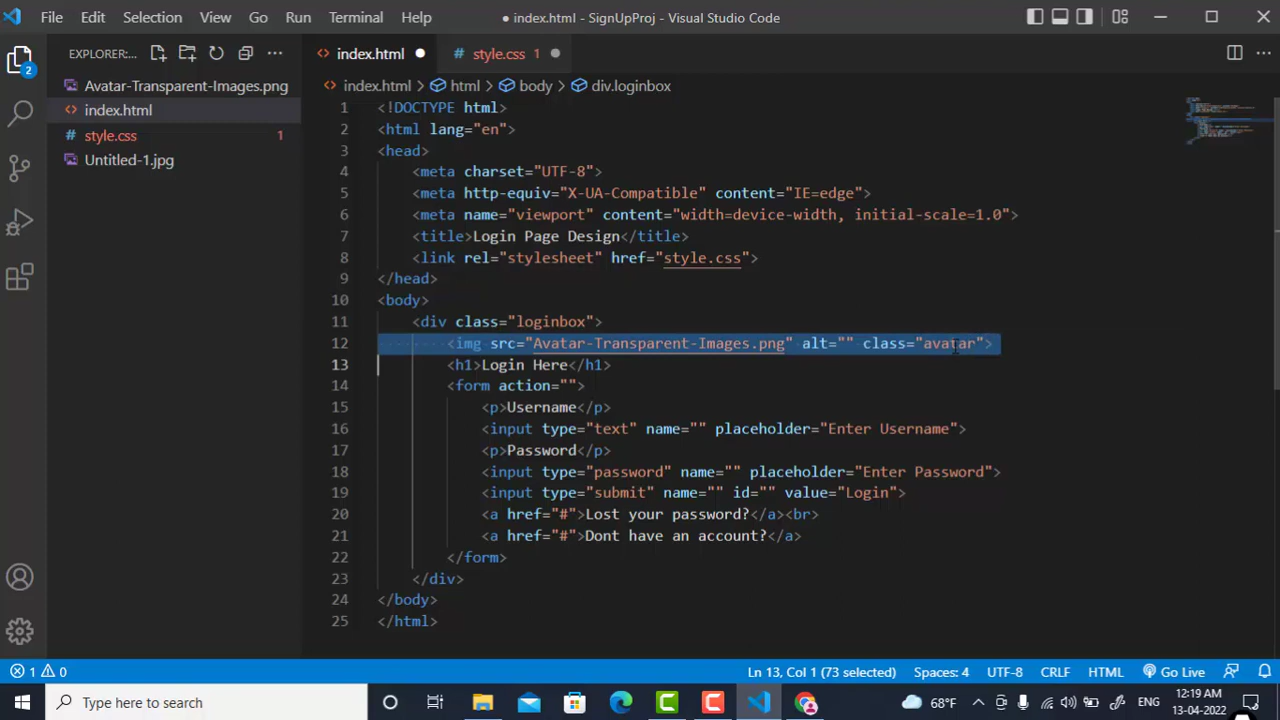 File Edit Selection View Go Run Terminal Help
● index.html - SignUpProj - Visual Studio Code
EXPLORER:...
index.html ●
style.css 1 ●
Avatar-Transparent-Images.png
index.html
style.css 1
Untitled-1.jpg
2
index.html > html > body > div.loginbox
1 <!DOCTYPE html>
2 <html lang="en">
3 <head>
4 <meta charset="UTF-8">
5 <meta http-equiv="X-UA-Compatible" content="IE=edge">
6 <meta name="viewport" content="width=device-width, initial-scale=1.0">
7 <title>Login Page Design</title>
8 <link rel="stylesheet" href="style.css">
9 </head>
10 <body>
11 <div class="loginbox">
12 <img src="Avatar-Transparent-Images.png" alt="" class="avatar">
13 <h1>Login Here</h1>
14 <form action="">
15 <p>Username</p>
16 <input type="text" name="" placeholder="Enter Username">
17 <p>Password</p>
18 <input type="password" name="" placeholder="Enter Password">
19 <input type="submit" name="" id="" value="Login">
20 <a href="#">Lost your password?</a><br>
21 <a href="#">Dont have an account?</a>
22 </form>
23 </div>
24 </body>
25 </html>
1 0
Ln 13, Col 1 (73 selected) Spaces: 4 UTF-8 CRLF HTML Go Live
Type here to search
68°F
ENG
12:19 AM
13-04-2022